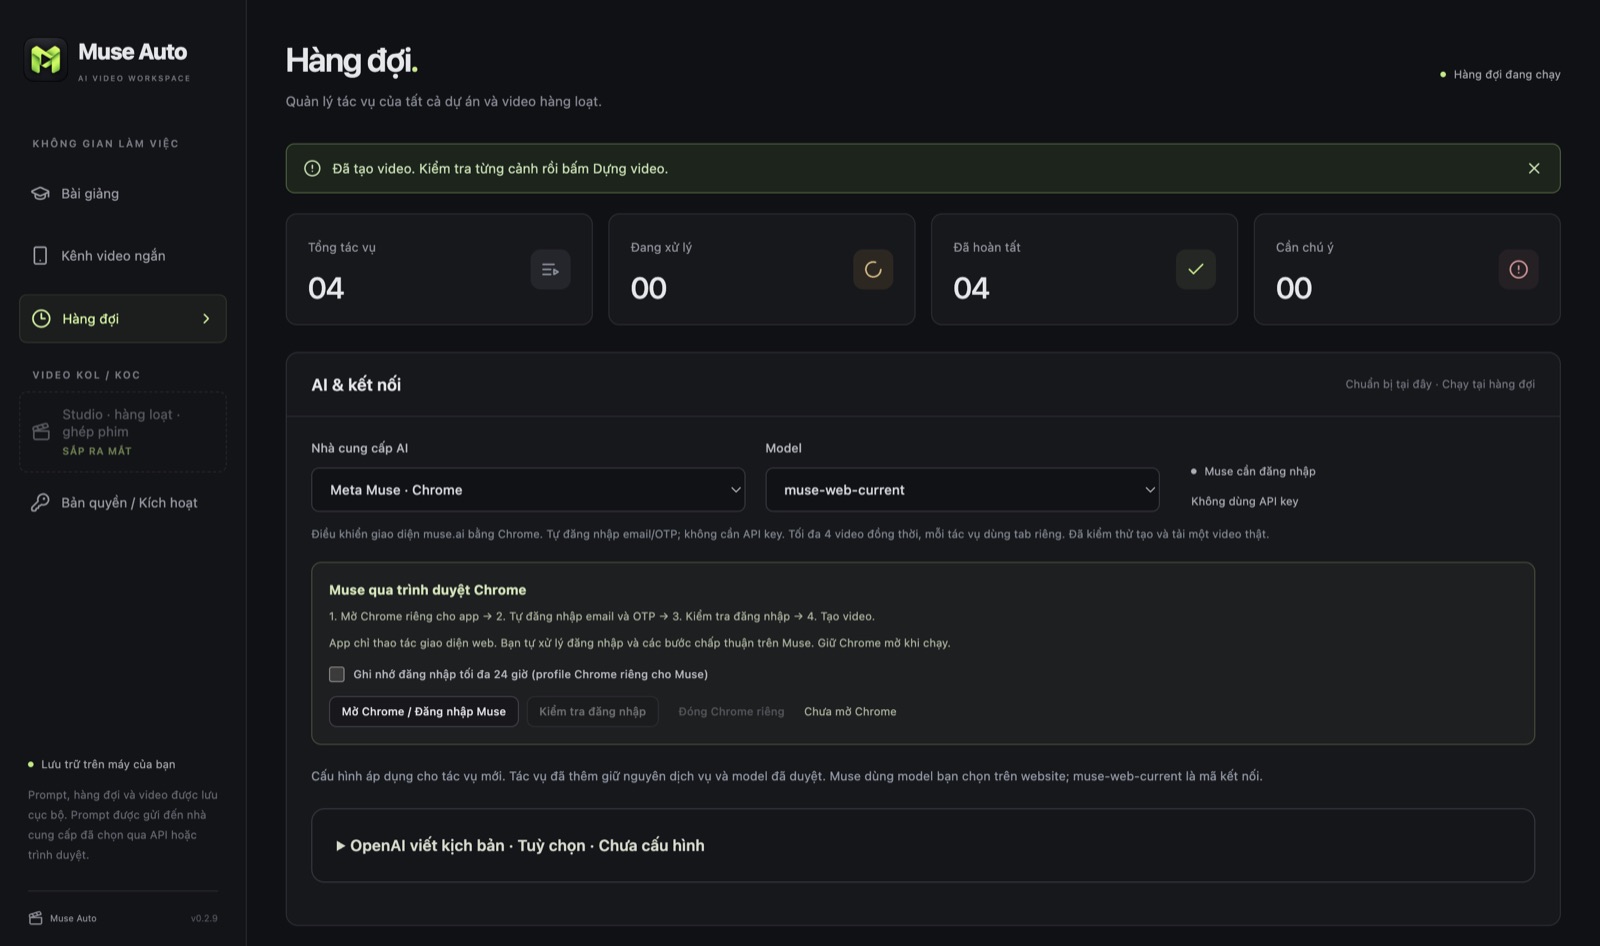 Muse Auto
AI VIDEO WORKSPACE
KHÔNG GIAN LÀM VIỆC
Bài giảng
Kênh video ngắn
Hàng đợi
VIDEO KOL / KOC
Studio · hàng loạt ·
ghép phim
SẮP RA MẮT
Bản quyền / Kích hoạt
Lưu trữ trên máy của bạn
Prompt, hàng đợi và video được lưu
cục bộ. Prompt được gửi đến nhà
cung cấp đã chọn qua API hoặc
trình duyệt.
Muse Auto
v0.2.9
Hàng đợi.
Quản lý tác vụ của tất cả dự án và video hàng loạt.
Hàng đợi đang chạy
Đã tạo video. Kiểm tra từng cảnh rồi bấm Dựng video.
Tổng tác vụ
04
Đang xử lý
00
Đã hoàn tất
04
Cần chú ý
00
AI & kết nối
Chuẩn bị tại đây · Chạy tại hàng đợi
Nhà cung cấp AI
Meta Muse · Chrome
Model
muse-web-current
Muse cần đăng nhập
Không dùng API key
Điều khiển giao diện muse.ai bằng Chrome. Tự đăng nhập email/OTP; không cần API key. Tối đa 4 video đồng thời, mỗi tác vụ dùng tab riêng. Đã kiểm thử tạo và tải một video thật.
Muse qua trình duyệt Chrome
1. Mở Chrome riêng cho app → 2. Tự đăng nhập email và OTP → 3. Kiểm tra đăng nhập → 4. Tạo video.
App chỉ thao tác giao diện web. Bạn tự xử lý đăng nhập và các bước chấp thuận trên Muse. Giữ Chrome mở khi chạy.
Ghi nhớ đăng nhập tối đa 24 giờ (profile Chrome riêng cho Muse)
Mở Chrome / Đăng nhập Muse
Kiểm tra đăng nhập
Đóng Chrome riêng
Chưa mở Chrome
Cấu hình áp dụng cho tác vụ mới. Tác vụ đã thêm giữ nguyên dịch vụ và model đã duyệt. Muse dùng model bạn chọn trên website; muse-web-current là mã kết nối.
▶ OpenAI viết kịch bản · Tuỳ chọn · Chưa cấu hình